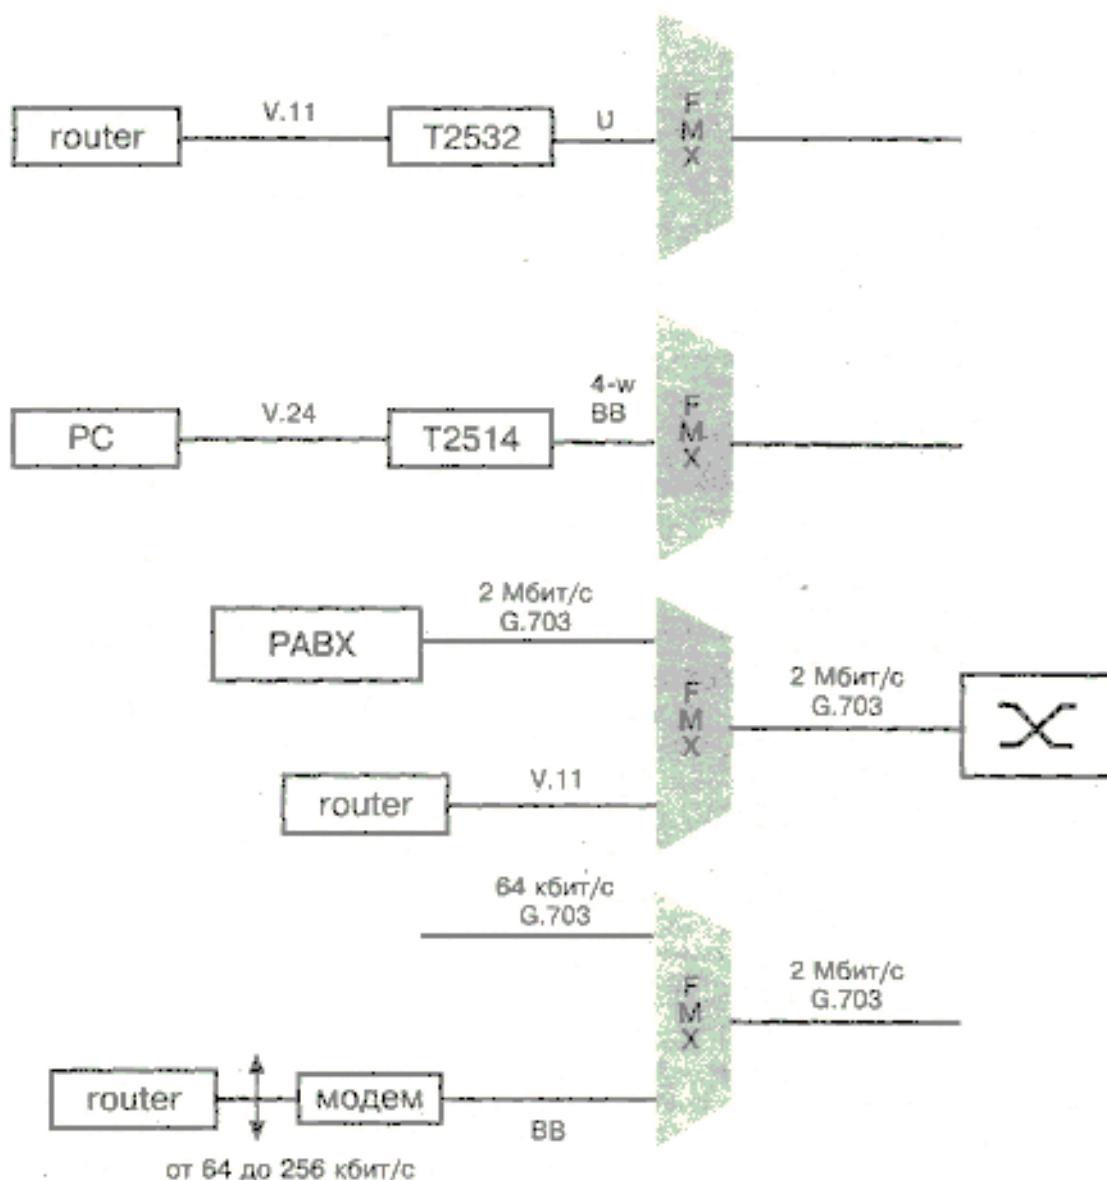 V.11
router
T2532
U
F
M
X
4-w
BB
V.24
PC
T2514
F
M
X
2 Мбит/с
G.703
PABX
F
M
X
2 Мбит/с
G.703
V.11
router
64 кбит/с
G.703
F
M
X
2 Мбит/с
G.703
router
модем
BB
от 64 до 256 кбит/с